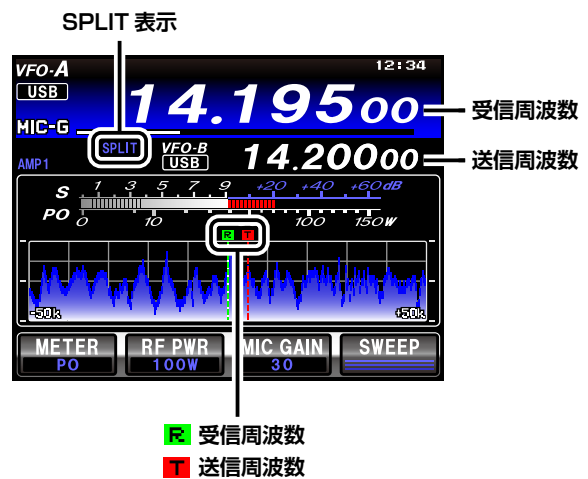 SPLIT 表示
VFO-A
12:34
USB
14.19500
受信周波数
MIC-G
SPLIT
VFO-B
AMP1
USB
14.20000
送信周波数
S 1 3 5 7 9 +20 +40 +60dB
PO 0 10 100 150W
R T
-50k +50k
METER RF PWR MIC GAIN SWEEP
PO 100W 30
R 受信周波数
T 送信周波数